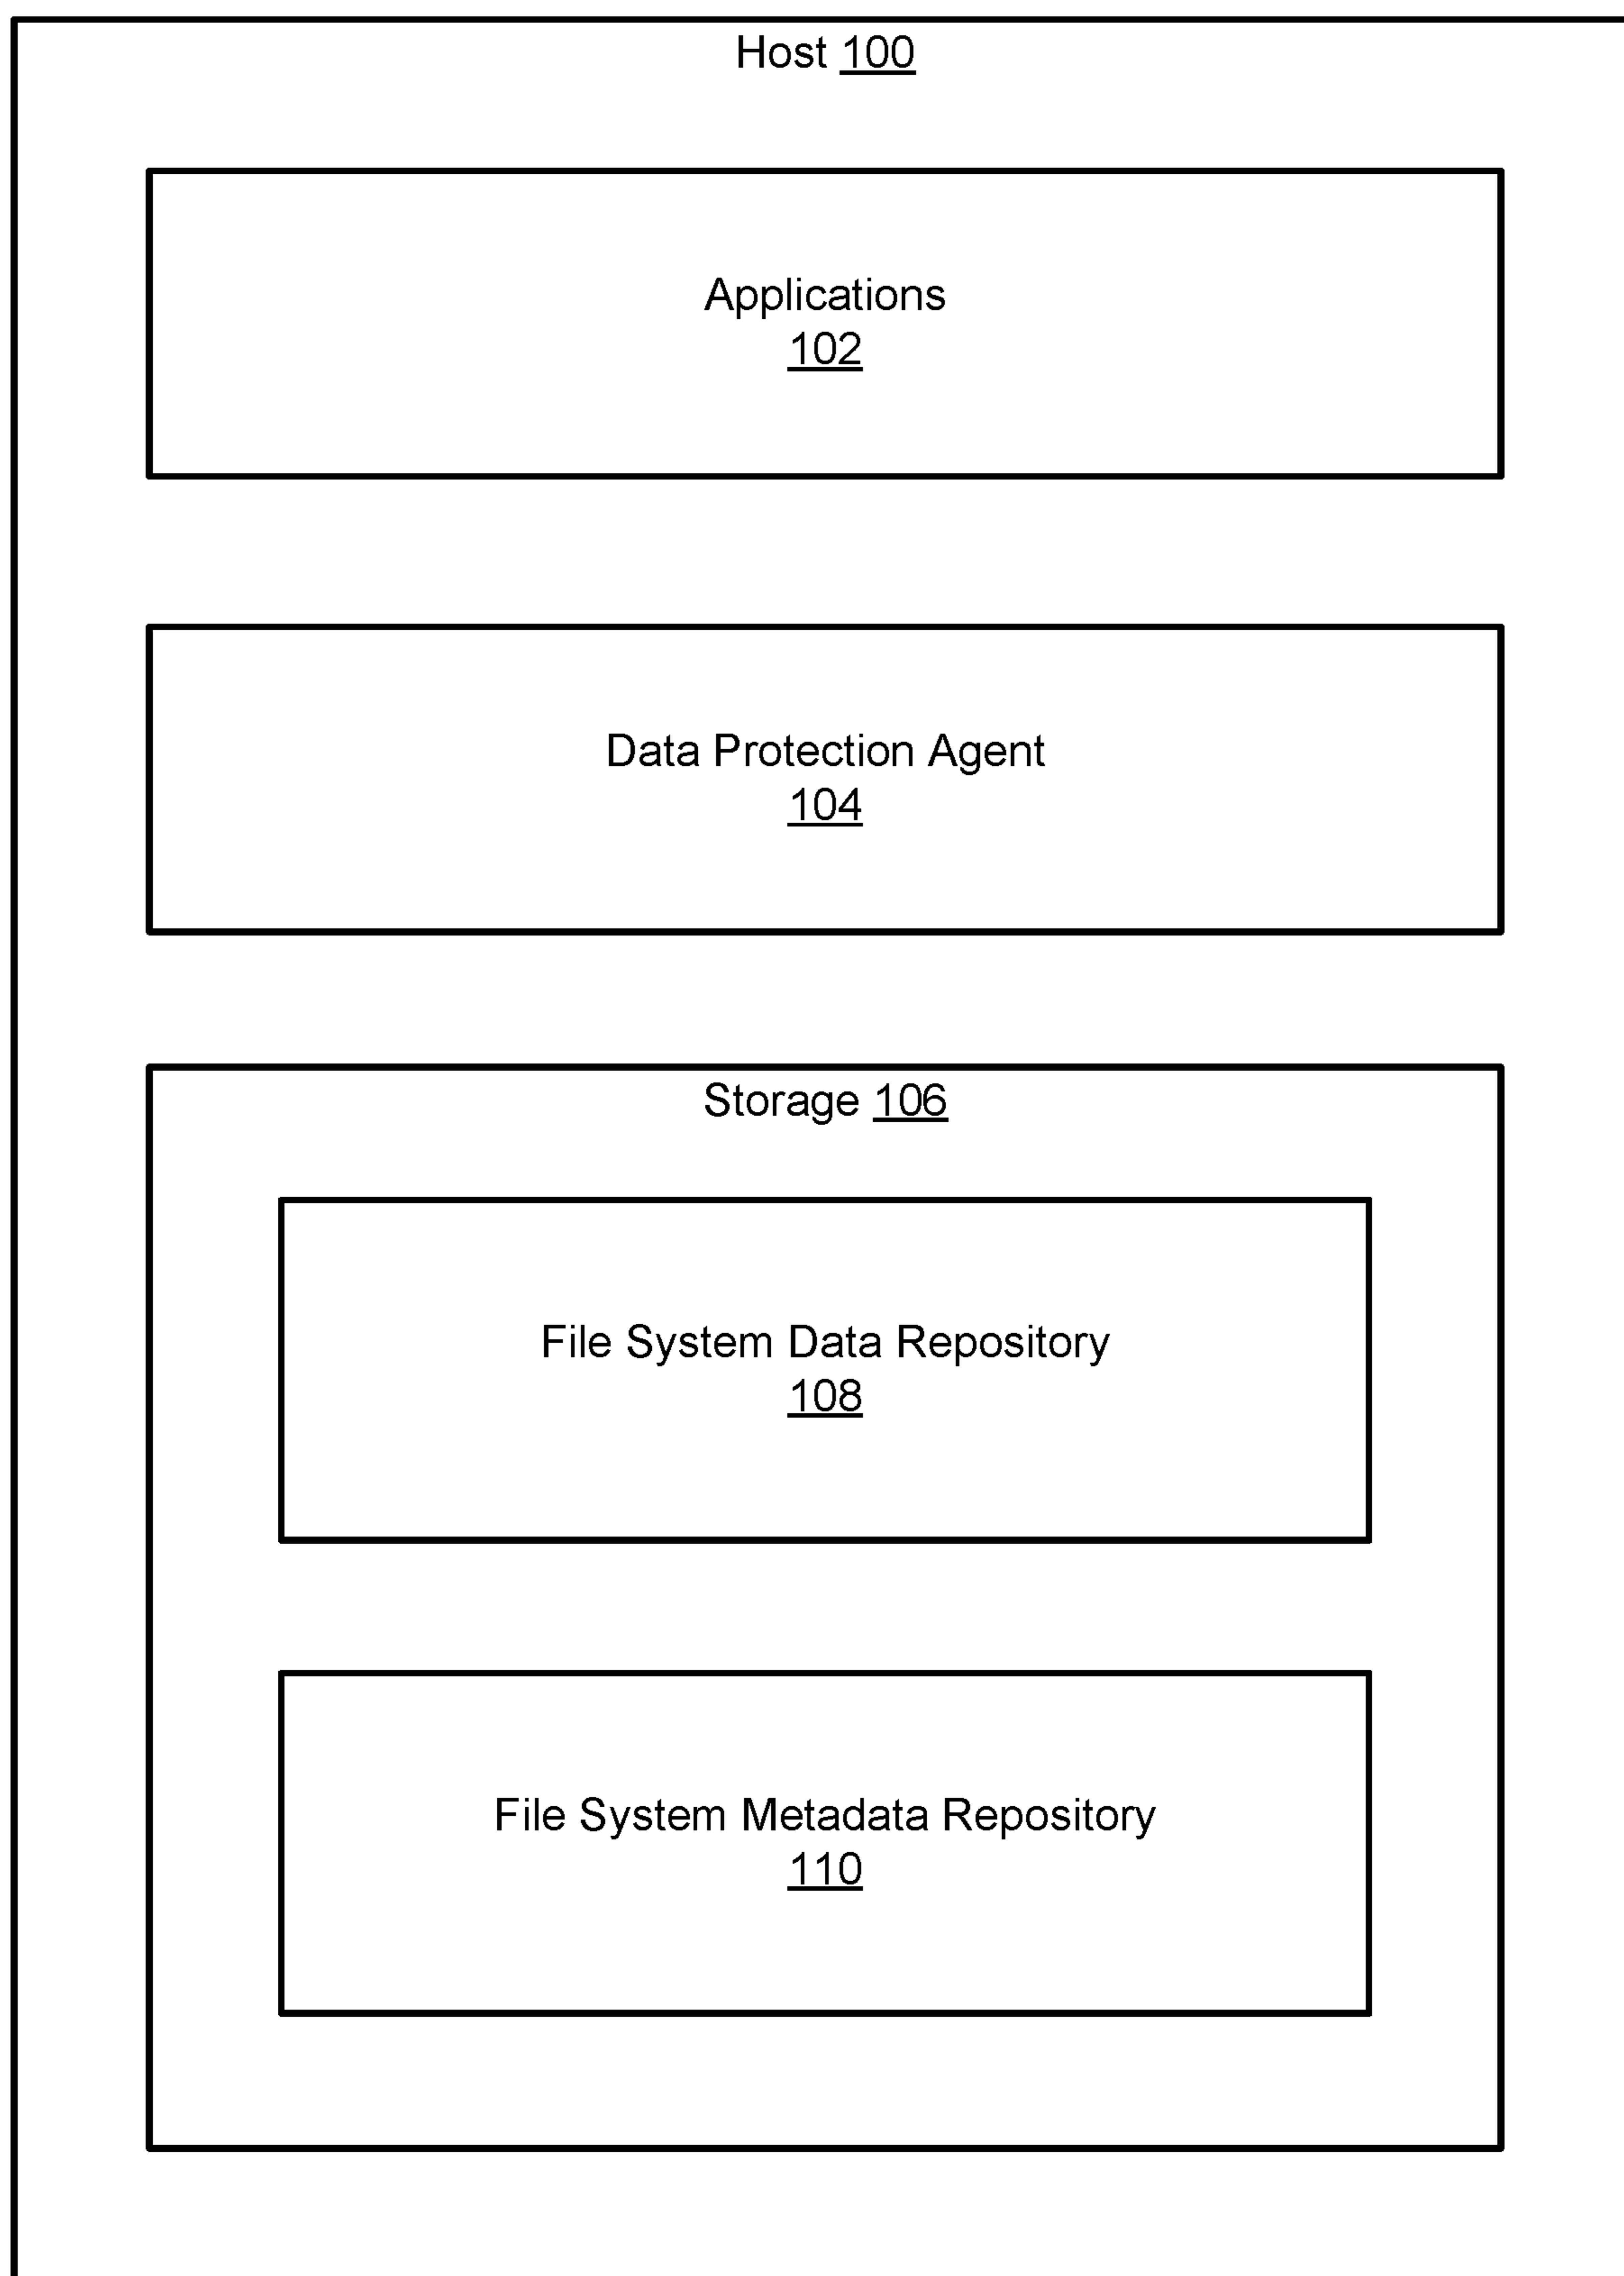 Host 100
Applications
102
Data Protection Agent
104
Storage 106
File System Data Repository
108
File System Metadata Repository
110